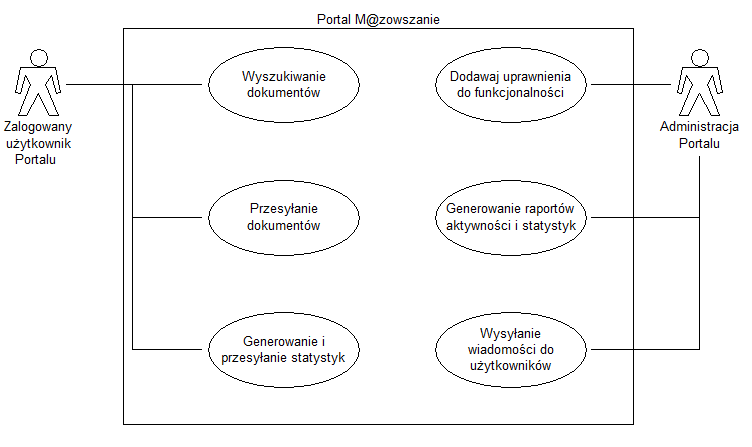 Portal M@zowszanie
Zalogowany
użytkownik
Portalu
Wyszukiwanie
dokumentów
Dodawaj uprawnienia
do funkcjonalności
Administracja
Portalu
Przesyłanie
dokumentów
Generowanie raportów
aktywności i statystyk
Generowanie i
przesyłanie statystyk
Wysyłanie
wiadomości do
użytkowników